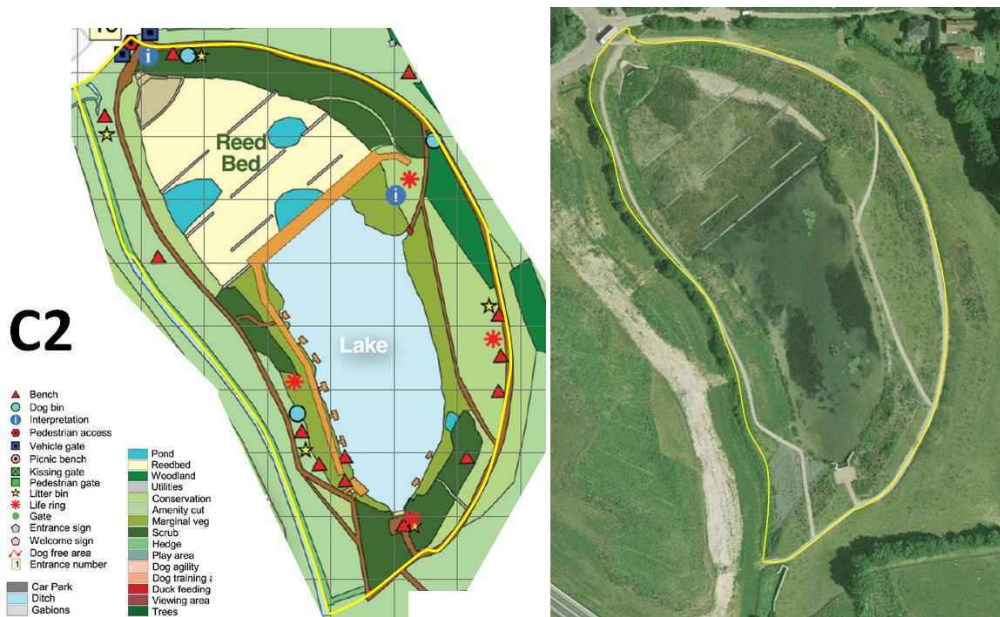 Reed
Bed
Lake
C2
Bench
Dog bin
Interpretation
Pedestrian access
Vehicle gate
Picnic bench
Kissing gate
Pedestrian gate
Litter bin
Life ring
Gate
Entrance sign
Welcome sign
Dog free area
1 Entrance number
Car Park
Ditch
Gabions
Pond
Reedbed
Woodland
Utilities
Conservation
Amenity cut
Marginal veg
Scrub
Hedge
Play area
Dog agility
Dog training
Duck feeding
Viewing area
Trees